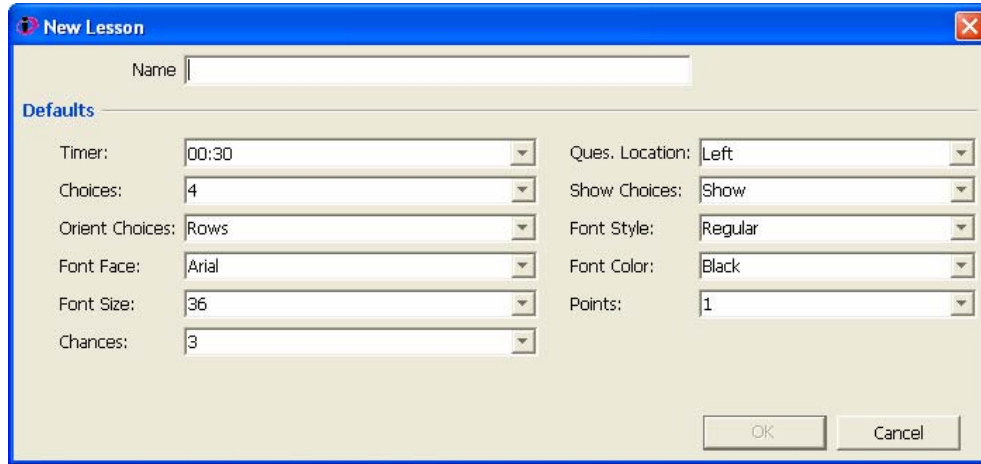 New Lesson
Name
Defaults
Timer: 00:30 Ques. Location: Left
Choices: 4 Show Choices: Show
Orient Choices: Rows Font Style: Regular
Font Face: Arial Font Color: Black
Font Size: 36 Points: 1
Chances: 3
OK Cancel